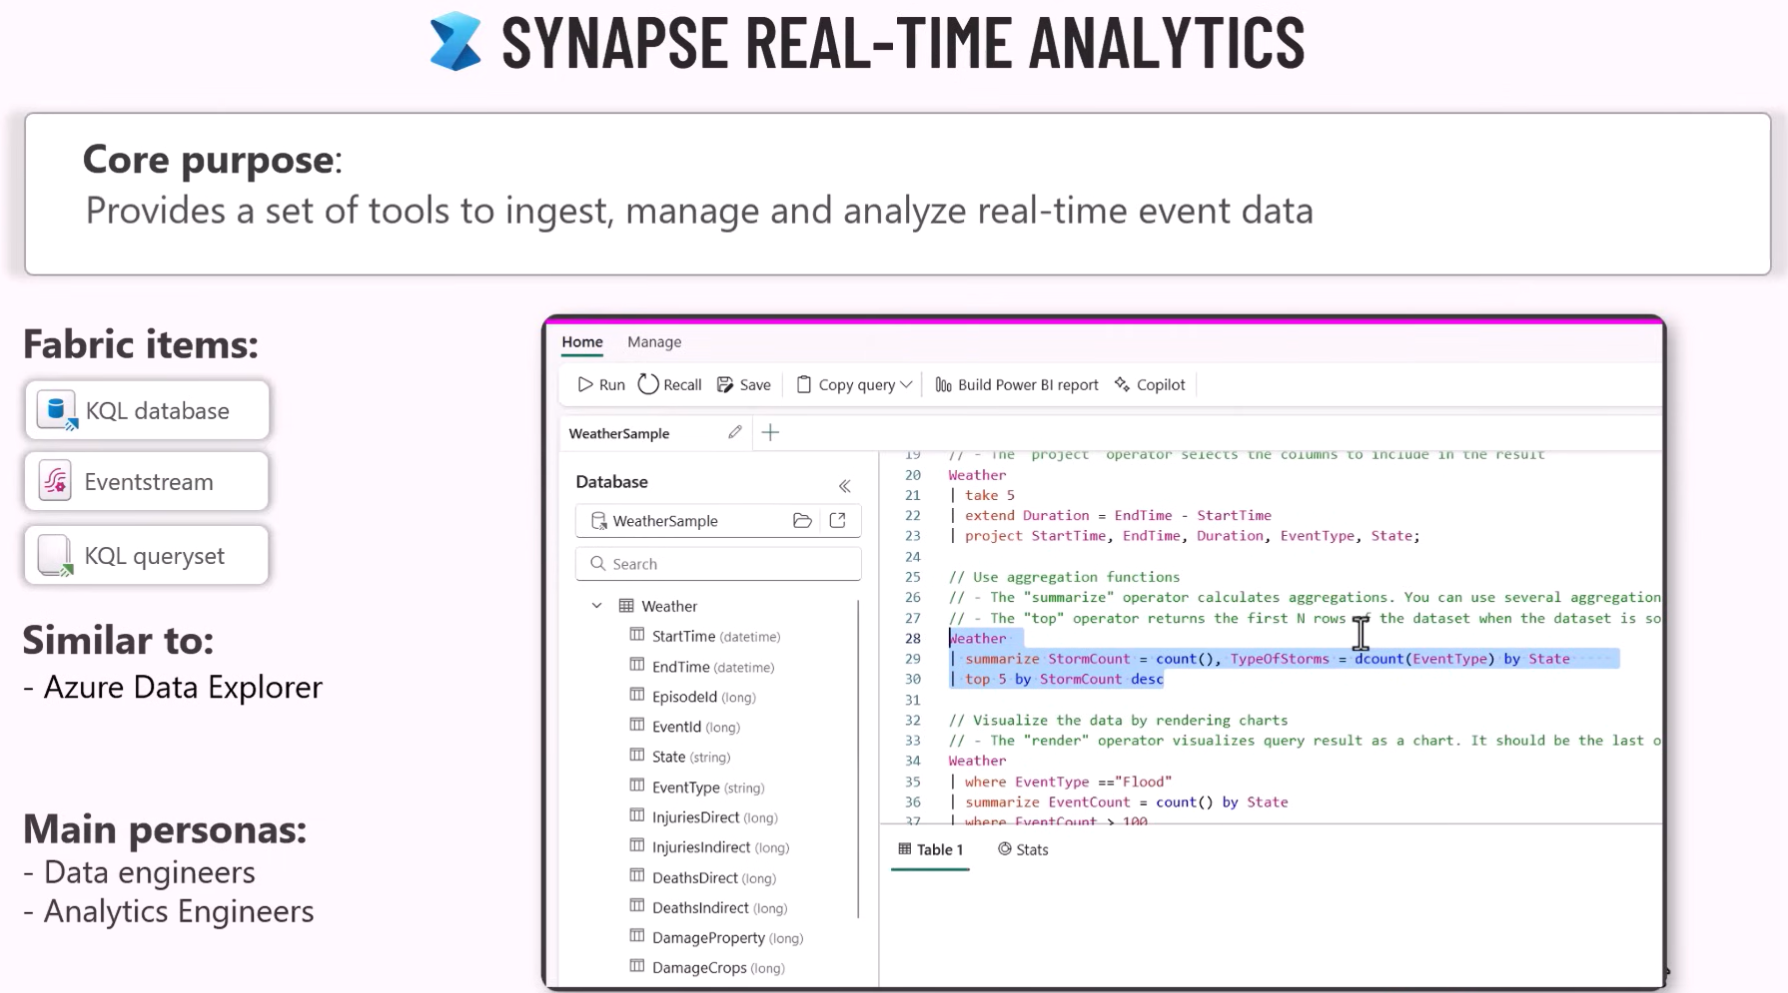 SYNAPSE REAL-TIME ANALYTICS
Core purpose:
Provides a set of tools to ingest, manage and analyze real-time event data
Fabric items:
KQL database
Eventstream
KQL queryset
Similar to:
- Azure Data Explorer
Main personas:
- Data engineers
- Analytics Engineers
Home Manage
Run Recall Save Copy query Build Power BI report Copilot
WeatherSample
Database
WeatherSample
Search
Weather
StartTime (datetime)
EndTime (datetime)
EpisodeId (long)
EventId (long)
State (string)
EventType (string)
InjuriesDirect (long)
InjuriesIndirect (long)
DeathsDirect (long)
DeathsIndirect (long)
DamageProperty (long)
DamageCrops (long)
19 // - The "project" operator selects the columns to include in the result
20 Weather
21 | take 5
22 | extend Duration = EndTime - StartTime
23 | project StartTime, EndTime, Duration, EventType, State;
24
25 // Use aggregation functions
26 // - The "summarize" operator calculates aggregations. You can use several aggregation
27 // - The "top" operator returns the first N rows of the dataset when the dataset is so
28 Weather
29 | summarize StormCount = count(), TypeOfStorms = dcount(EventType) by State
30 | top 5 by StormCount desc
31
32 // Visualize the data by rendering charts
33 // - The "render" operator visualizes query result as a chart. It should be the last o
34 Weather
35 | where EventType =="Flood"
36 | summarize EventCount = count() by State
37 | where EventCount > 100
Table 1 Stats